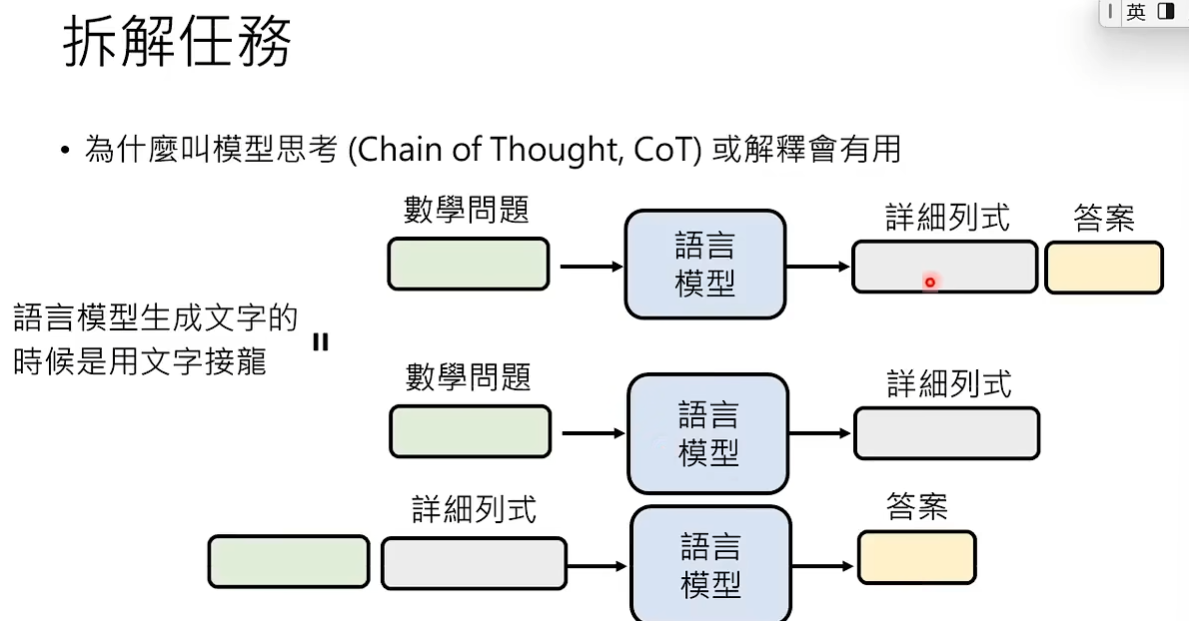 英
拆解任務
• 為什麼叫模型思考 (Chain of Thought, CoT) 或解釋會有用
數學問題
語言
模型
詳細列式
答案
語言模型生成文字的
時候是用文字接龍
數學問題
語言
模型
詳細列式
詳細列式
語言
模型
答案